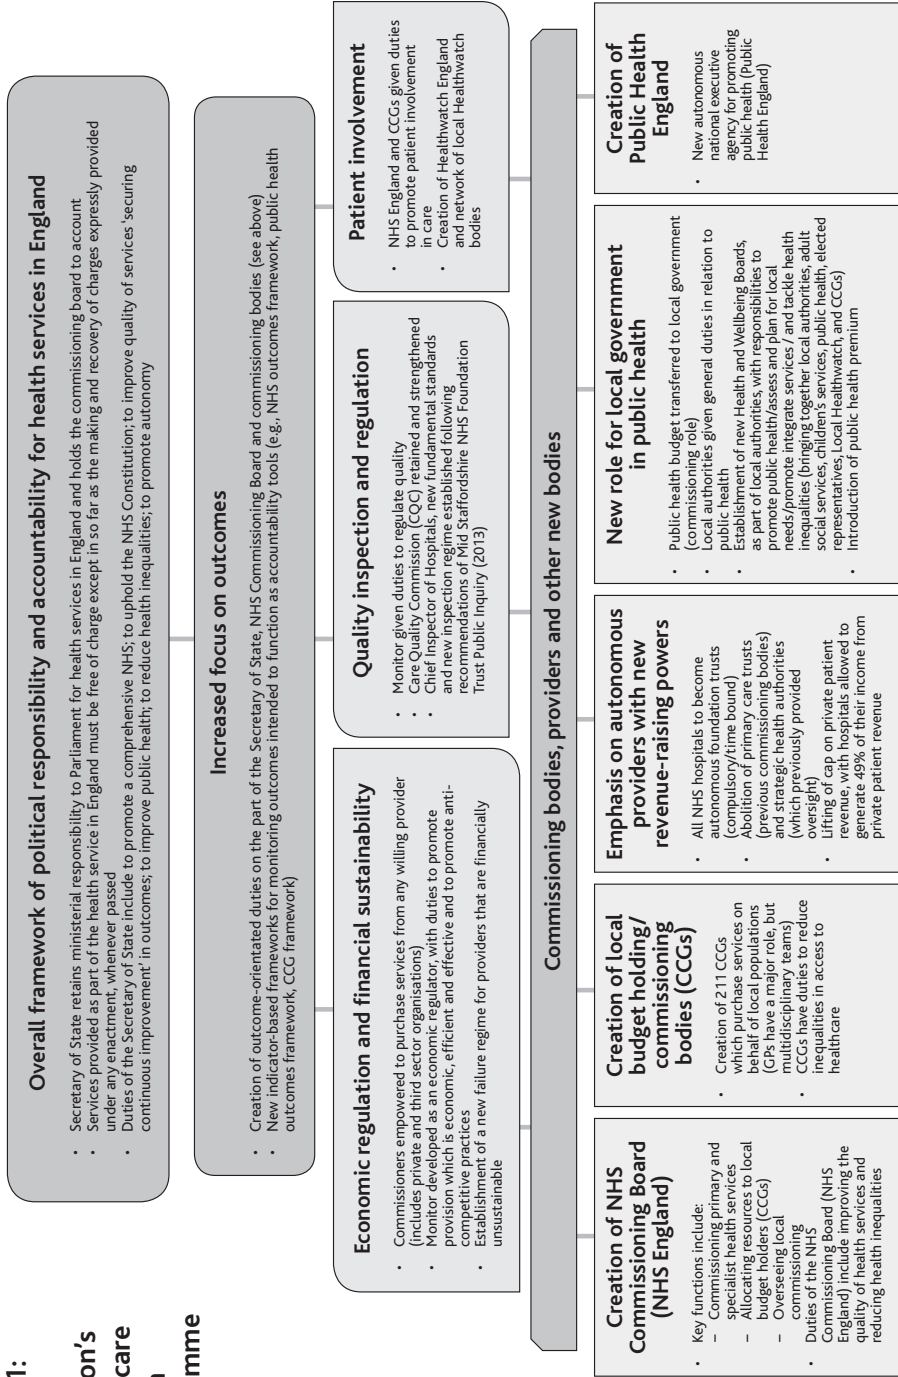 1:
on's
care
mme
Overall framework of political responsibility and accountability for health services in England
• Secretary of State retains ministerial responsibility to Parliament for health services in England and holds the commissioning board to account
• Services provided as part of the health service in England must be free of charge except in so far as the making and recovery of charges expressly provided
under any enactment, whenever passed
• Duties of the Secretary of State include to promote a comprehensive NHS; to uphold the NHS Constitution; to improve quality of services 'securing
continuous improvement' in outcomes; to improve public health; to reduce health inequalities; to promote autonomy
Increased focus on outcomes
• Creation of outcome-orientated duties on the part of the Secretary of State, NHS Commissioning Board and commissioning bodies (see above)
• New indicator-based frameworks for monitoring outcomes intended to function as accountability tools (e.g., NHS outcomes framework, public health
outcomes framework, CCG framework)
Economic regulation and financial sustainability
• Commissioners empowered to purchase services from any willing provider
(includes private and third sector organisations)
• Monitor developed as an economic regulator, with duties to promote
provision which is economic, efficient and effective and to promote anti-
competitive practices
• Establishment of a new failure regime for providers that are financially
unsustainable
Quality inspection and regulation
• Monitor given duties to regulate quality
• Care Quality Commission (CQC) retained and strengthened
• Chief Inspector of Hospitals, new fundamental standards
and new inspection regime established following
recommendations of Mid Staffordshire NHS Foundation
Trust Public Inquiry (2013)
Patient involvement
• NHS England and CCGs given duties
to promote patient involvement
in care
• Creation of Healthwatch England
and network of local Healthwatch
bodies
Commissioning bodies, providers and other new bodies
Creation of NHS
Commissioning Board
(NHS England)
• Key functions include:
– Commissioning primary and
specialist health services
– Allocating resources to local
budget holders (CCGs)
– Overseeing local
commissioning
• Duties of the NHS
Commissioning Board (NHS
England) include improving the
quality of health services and
reducing health inequalities
Creation of local
budget holding/
commissioning
bodies (CCGs)
• Creation of 211 CCGs
which purchase services on
behalf of local populations
(GPs have a major role, but
multidisciplinary teams)
• CCGs have duties to reduce
inequalities in access to
healthcare
Emphasis on autonomous
providers with new
revenue-raising powers
• All NHS hospitals to become
autonomous foundation trusts
(compulsory/time bound)
• Abolition of primary care trusts
(previous commissioning bodies)
and strategic health authorities
(which previously provided
oversight)
• Lifting of cap on private patient
revenue, with hospitals allowed to
generate 49% of their income from
private patient revenue
New role for local government
in public health
• Public health budget transferred to local government
(commissioning role)
• Local authorities given general duties in relation to
public health
• Establishment of new Health and Wellbeing Boards,
as part of local authorities, with responsibilities to
promote public health/assess and plan for local
needs/promote integrate services / and tackle health
inequalities (bringing together local authorities, adult
social services, children's services, public health, elected
representatives, Local Healthwatch, and CCGs)
• Introduction of public health premium
Creation of
Public Health
England
• New autonomous
national executive
agency for promoting
public health (Public
Health England)